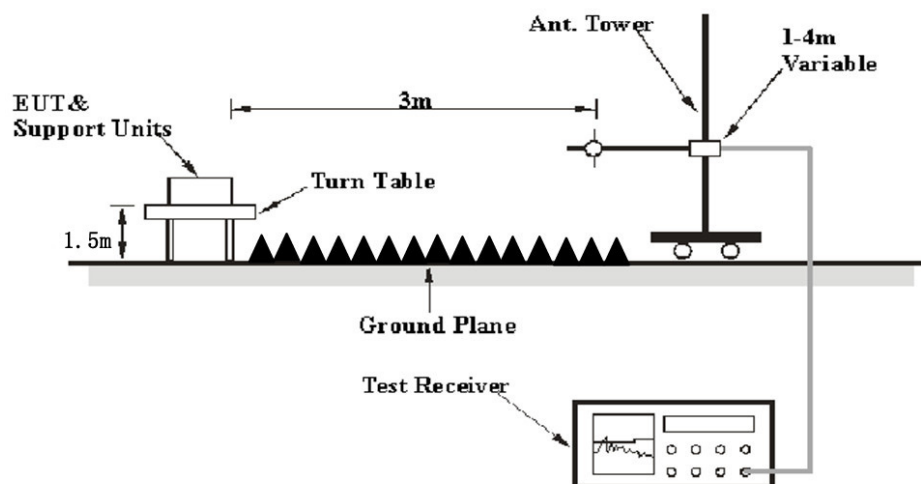 Ant. Tower
1-4m
Variable
EUT&
Support Units
3m
Turn Table
1.5m
Ground Plane
Test Receiver